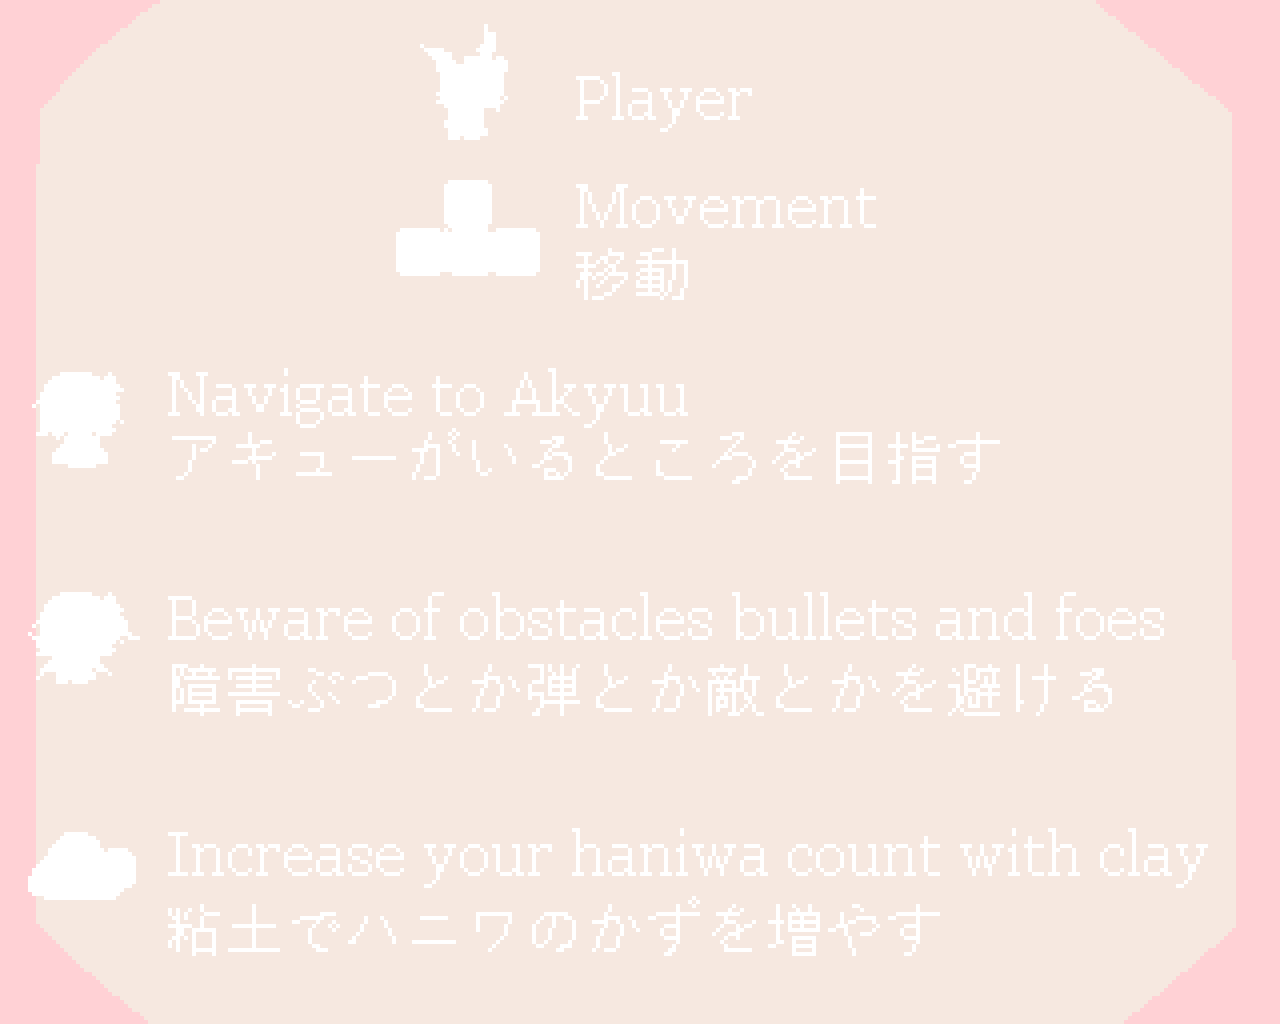 Player
Movement
移動
Navigate to Akyuu
アキューがいるところを目指す
Beware of obstacles bullets and foes
障害ぶつとか弾とか敵とかを避ける
Increase your haniwa count with clay
粘土でハニワのかずを増やす